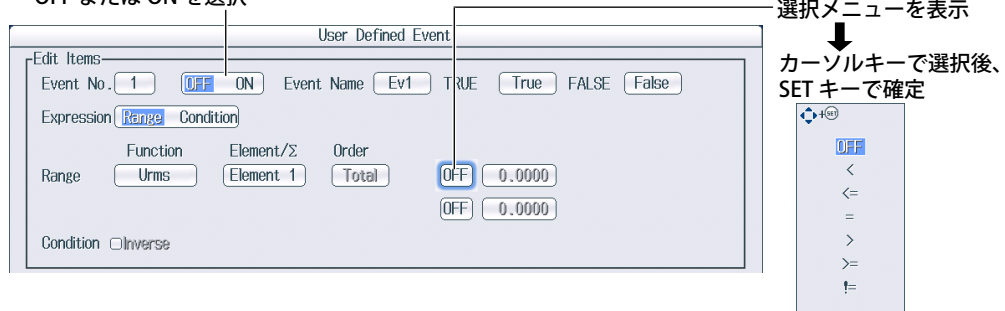 OFF または ON を選択
選択メニューを表示
カーソルキーで選択後、
SET キーで確定
User Defined Event
Edit Items
Event No. 1 OFF ON Event Name Ev1 TRUE True FALSE False
Expression Range Condition
Function Element/Σ Order
Range Urms Element 1 Total OFF 0.0000
OFF 0.0000
Condition Inverse
+SET
OFF
<
<=
=
>
>=
!=